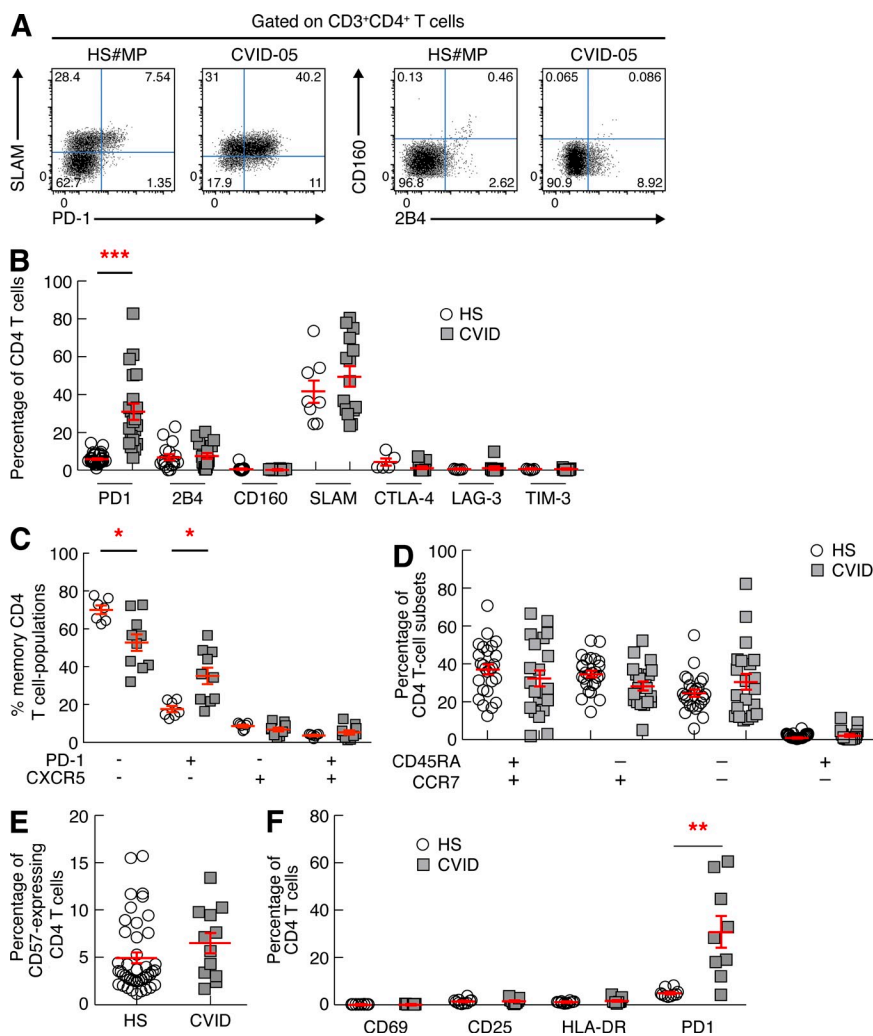 A
Gated on CD3+CD4+ T cells
HS#MP
CVID-05
HS#MP
CVID-05
28.4
7.54
31
40.2
0.13
0.46
0.065
0.086
SLAM
CD160
0
0
0
0
62.7
1.35
17.9
11
96.8
2.62
90.9
8.92
0
0
0
0
PD-1
2B4
B
***
Percentage of CD4 T cells
100
80
60
40
20
0
HS
CVID
PD1
2B4
CD160
SLAM
CTLA-4
LAG-3
TIM-3
C
*
*
% memory CD4
T cell-populations
100
80
60
40
20
0
PD-1
-
+
-
+
CXCR5
-
-
+
+
D
HS
CVID
Percentage of
CD4 T-cell subsets
100
80
60
40
20
0
CD45RA
+
–
–
+
CCR7
+
+
–
–
E
Percentage of
CD57-expressing
CD4 T cells
20
15
10
5
0
HS
CVID
F
HS
CVID
**
Percentage of
CD4 T cells
80
60
40
20
0
CD69
CD25
HLA-DR
PD1